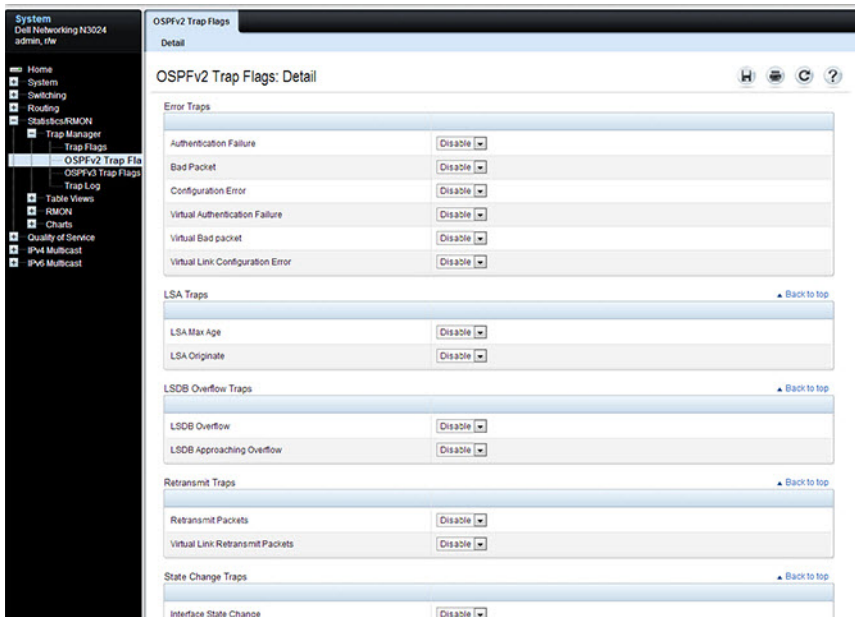 System
Dell Networking N3024
admin, r/w
Home
System
Switching
Routing
Statistics/RMON
Trap Manager
Trap Flags
OSPFv2 Trap Fla
OSPFv3 Trap Flags
Trap Log
Table Views
RMON
Charts
Quality of Service
IPv4 Multicast
IPv6 Multicast
OSPFv2 Trap Flags
Detail
OSPFv2 Trap Flags: Detail
?
Error Traps
Authentication Failure Disable
Bad Packet Disable
Configuration Error Disable
Virtual Authentication Failure Disable
Virtual Bad packet Disable
Virtual Link Configuration Error Disable
LSA Traps Back to top
LSA Max Age Disable
LSA Originate Disable
LSDB Overflow Traps Back to top
LSDB Overflow Disable
LSDB Approaching Overflow Disable
Retransmit Traps Back to top
Retransmit Packets Disable
Virtual Link Retransmit Packets Disable
State Change Traps Back to top
Interface State Change Disable